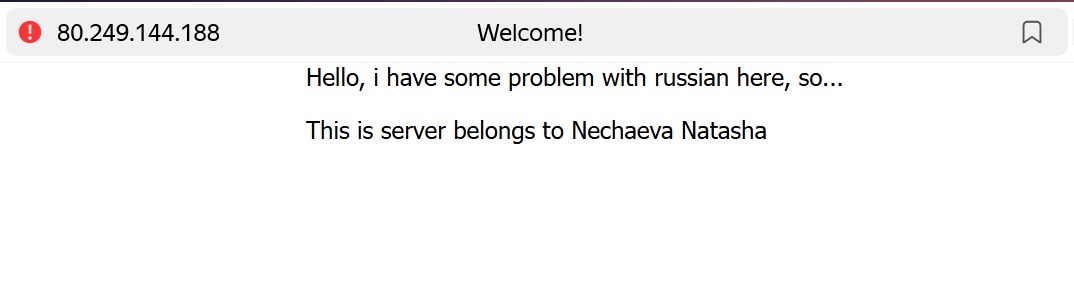 80.249.144.188 Welcome!
Hello, i have some problem with russian here, so...
This is server belongs to Nechaeva Natasha